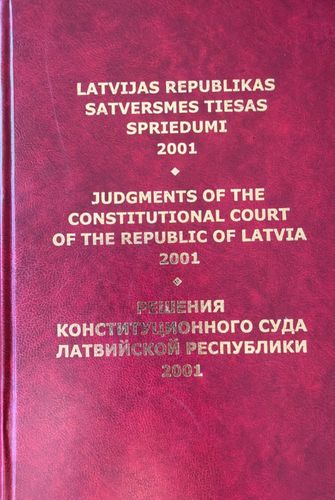 LATVIJAS REPUBLIKAS
SATVERSMES TIESAS
SPRIEDUMI
2001
JUDGMENTS OF THE
CONSTITUTIONAL COURT
OF THE REPUBLIC OF LATVIA
2001
РЕШЕНИЯ
КОНСТИТУЦИОННОГО СУДА
ЛАТВИЙСКОЙ РЕСПУБЛИКИ
2001